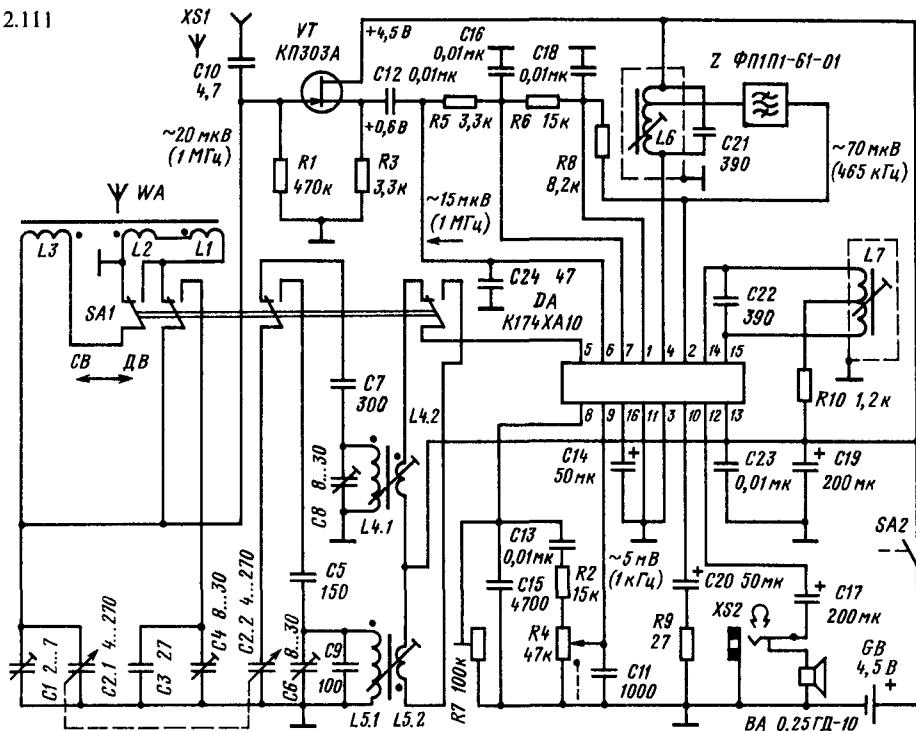 2.111
XS1
C10
4,7
VT
КП303А
+4,5 В
C12 0,01мк
+0,6 В
C16
0,01мк
C18
0,01мк
R5 3,3к
R6 15к
Z ФП1П1-61-01
L6
C21
390
~70 мкВ
(465 кГц)
R8
8,2к
~20 мкВ
(1 МГц)
R1
470к
R3
3,3к
~15 мкВ
(1 МГц)
WA
L3
L2
L1
SA1
СВ
ДВ
C24 47
DA
К174ХА10
C22
390
L7
R10 1,2к
5
6
7
1
4
2
14
15
8
9
16
11
3
10
12
13
C7
300
L4.2
C8 8...30
L4.1
C14
50мк
C23
0,01мк
C19
200 мк
SA2
C13
0,01мк
C15
4700
R2
15к
~5 мВ
(1кГц)
C20 50мк
C17
200мк
XS2
C5
150
R4
47к
R9
27
C1 2...7
C2.1 4...270
C3 27
C4 8...30
C2.2 4...270
C6 8...30
C9
100
L5.1
L5.2
R7 100к
C11
1000
GB
4,5 В
BA 0,25 ГД-10